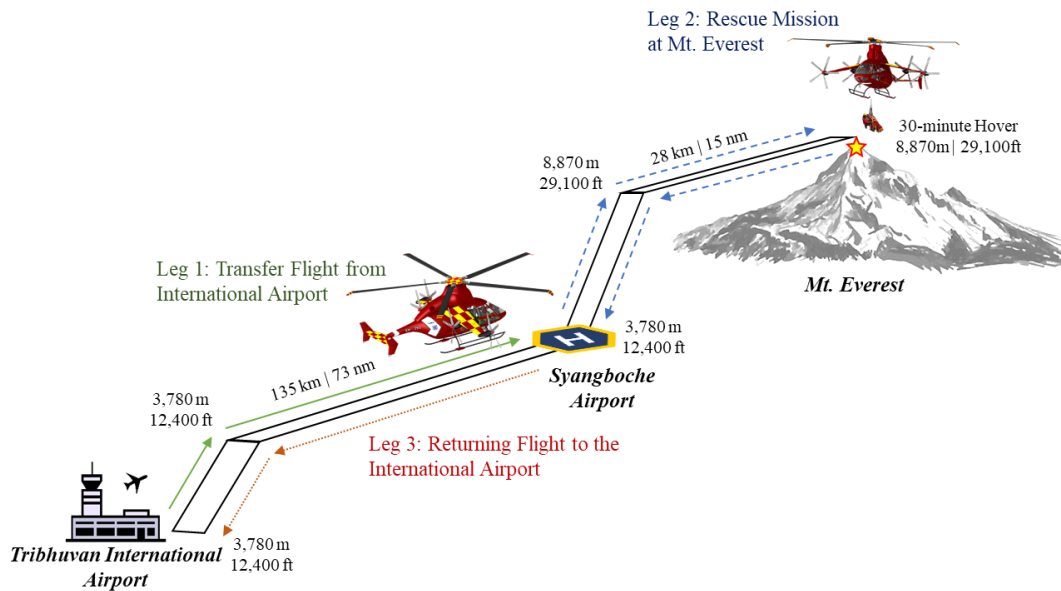 Leg 2: Rescue Mission
at Mt. Everest
30-minute Hover
8,870m | 29,100ft
28 km | 15 nm
8,870 m
29,100 ft
Leg 1: Transfer Flight from
International Airport
Mt. Everest
3,780 m
12,400 ft
H
Syangboche
Airport
135 km | 73 nm
3,780 m
12,400 ft
Leg 3: Returning Flight to the
International Airport
Tribhuvan International
Airport
3,780 m
12,400 ft